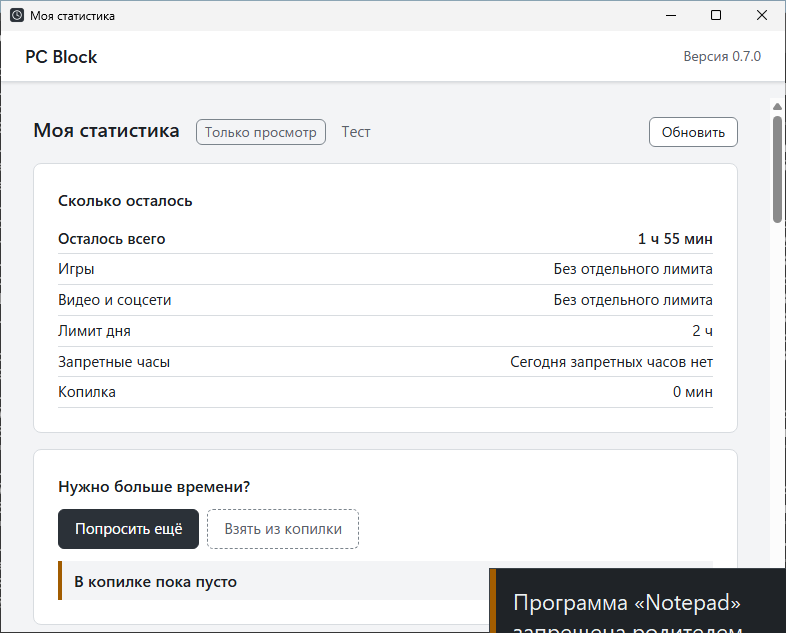 Моя статистика
PC Block
Версия 0.7.0
Моя статистика
Только просмотр
Тест
Обновить
Сколько осталось
Осталось всего 1 ч 55 мин
Игры Без отдельного лимита
Видео и соцсети Без отдельного лимита
Лимит дня 2 ч
Запретные часы Сегодня запретных часов нет
Копилка 0 мин
Нужно больше времени?
Попросить ещё
Взять из копилки
В копилке пока пусто
Программа «Notepad»
запрещена родителем